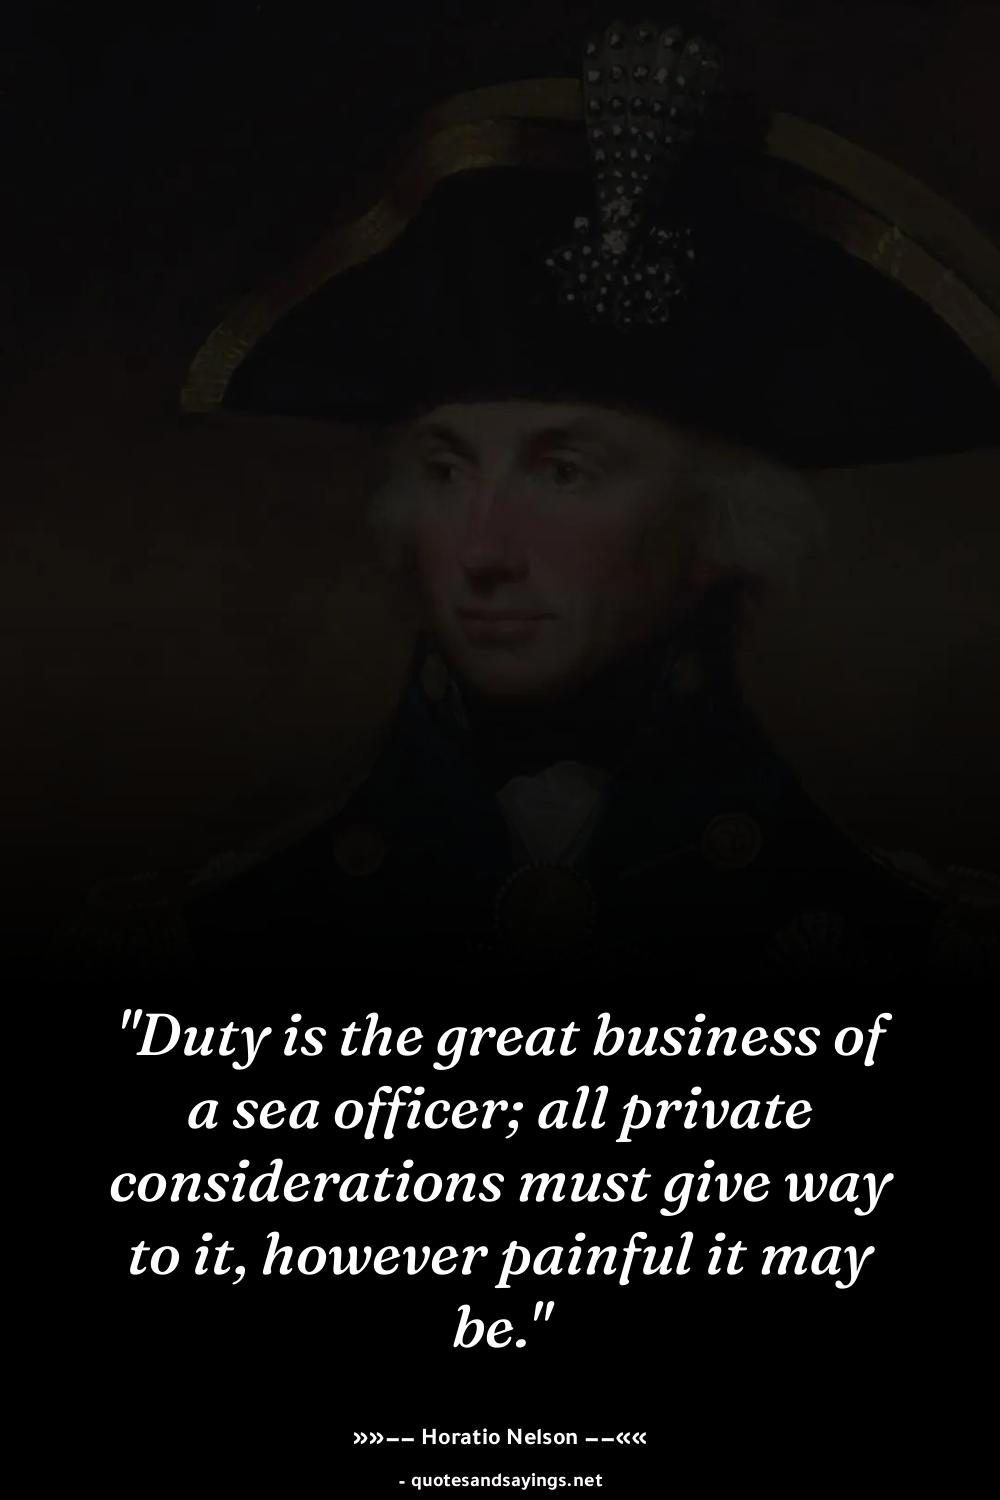 "Duty is the great business of
a sea officer; all private
considerations must give way
to it, however painful it may
be."
»»−− Horatio Nelson −−««
- quotesandsayings.net